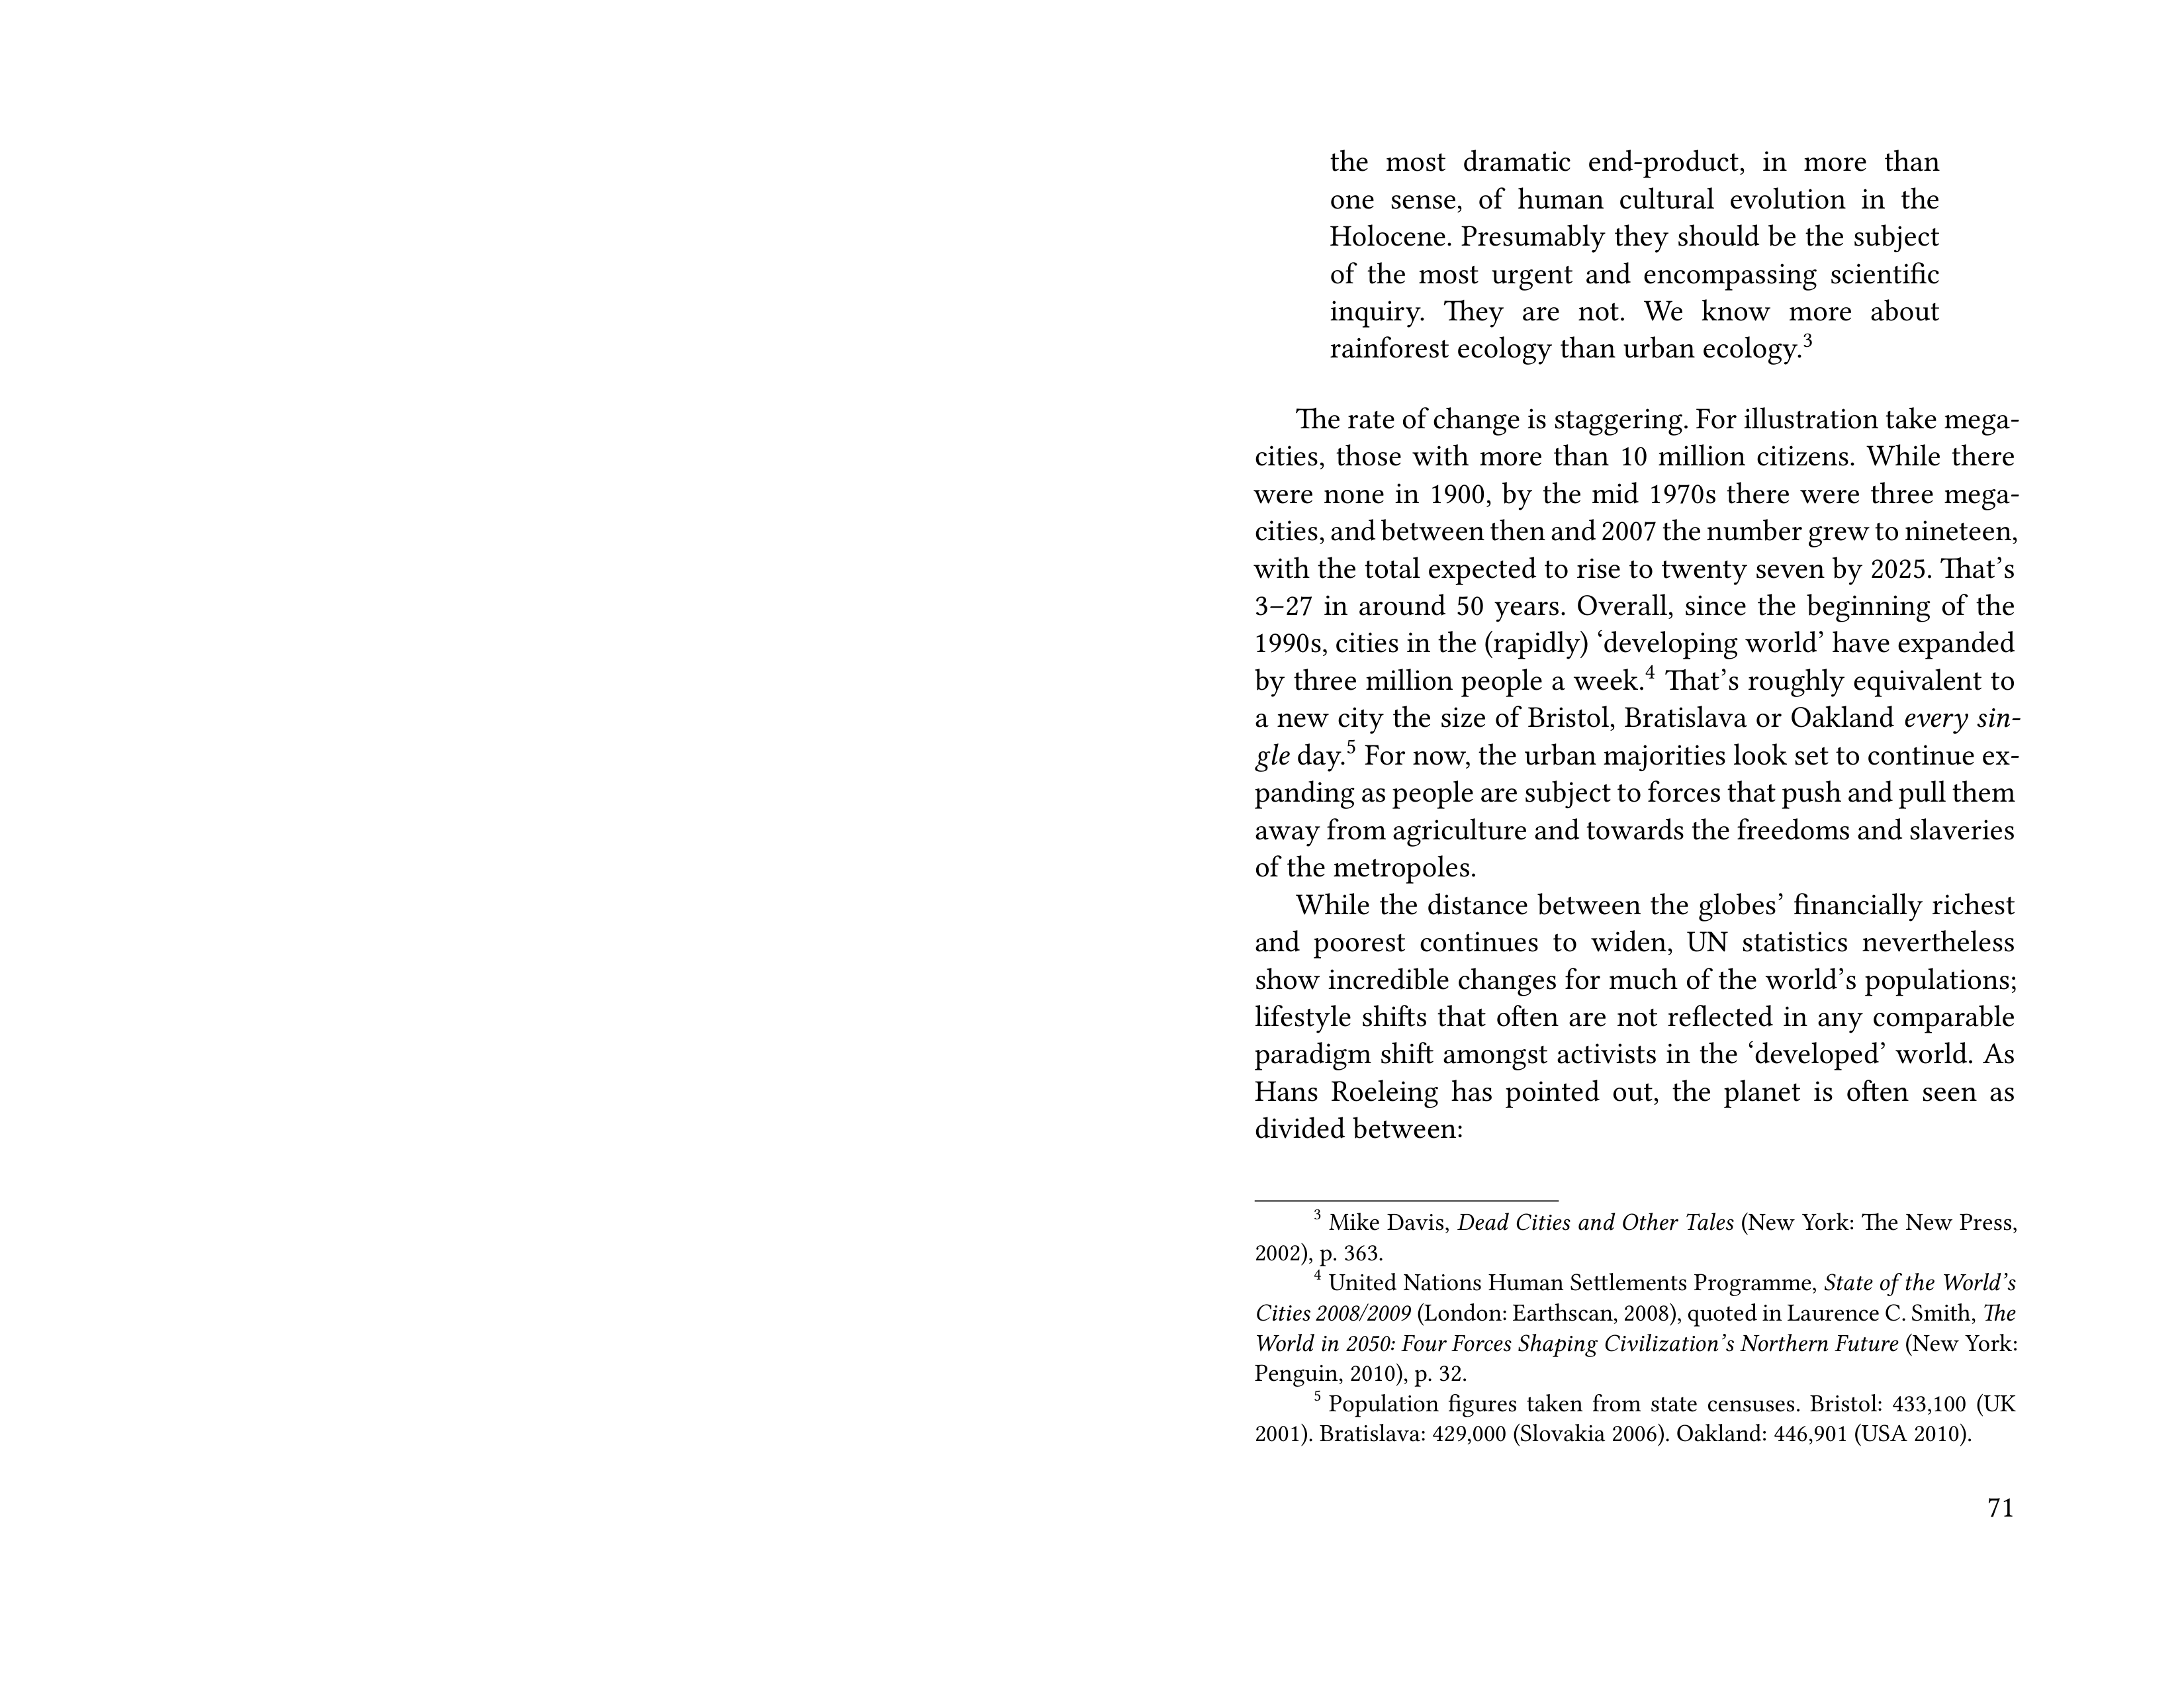 the most dramatic end-product, in more than
one sense, of human cultural evolution in the
Holocene. Presumably they should be the subject
of the most urgent and encompassing scientific
inquiry. They are not. We know more about
rainforest ecology than urban ecology.³
The rate of change is staggering. For illustration take mega-
cities, those with more than 10 million citizens. While there
were none in 1900, by the mid 1970s there were three mega-
cities, and between then and 2007 the number grew to nineteen,
with the total expected to rise to twenty seven by 2025. That’s
3–27 in around 50 years. Overall, since the beginning of the
1990s, cities in the (rapidly) ‘developing world’ have expanded
by three million people a week.⁴ That’s roughly equivalent to
a new city the size of Bristol, Bratislava or Oakland every sin-
gle day.⁵ For now, the urban majorities look set to continue ex-
panding as people are subject to forces that push and pull them
away from agriculture and towards the freedoms and slaveries
of the metropoles.
While the distance between the globes’ financially richest
and poorest continues to widen, UN statistics nevertheless
show incredible changes for much of the world’s populations;
lifestyle shifts that often are not reflected in any comparable
paradigm shift amongst activists in the ‘developed’ world. As
Hans Roeleing has pointed out, the planet is often seen as
divided between:
³ Mike Davis, Dead Cities and Other Tales (New York: The New Press,
2002), p. 363.
⁴ United Nations Human Settlements Programme, State of the World’s
Cities 2008/2009 (London: Earthscan, 2008), quoted in Laurence C. Smith, The
World in 2050: Four Forces Shaping Civilization’s Northern Future (New York:
Penguin, 2010), p. 32.
⁵ Population figures taken from state censuses. Bristol: 433,100 (UK
2001). Bratislava: 429,000 (Slovakia 2006). Oakland: 446,901 (USA 2010).
71